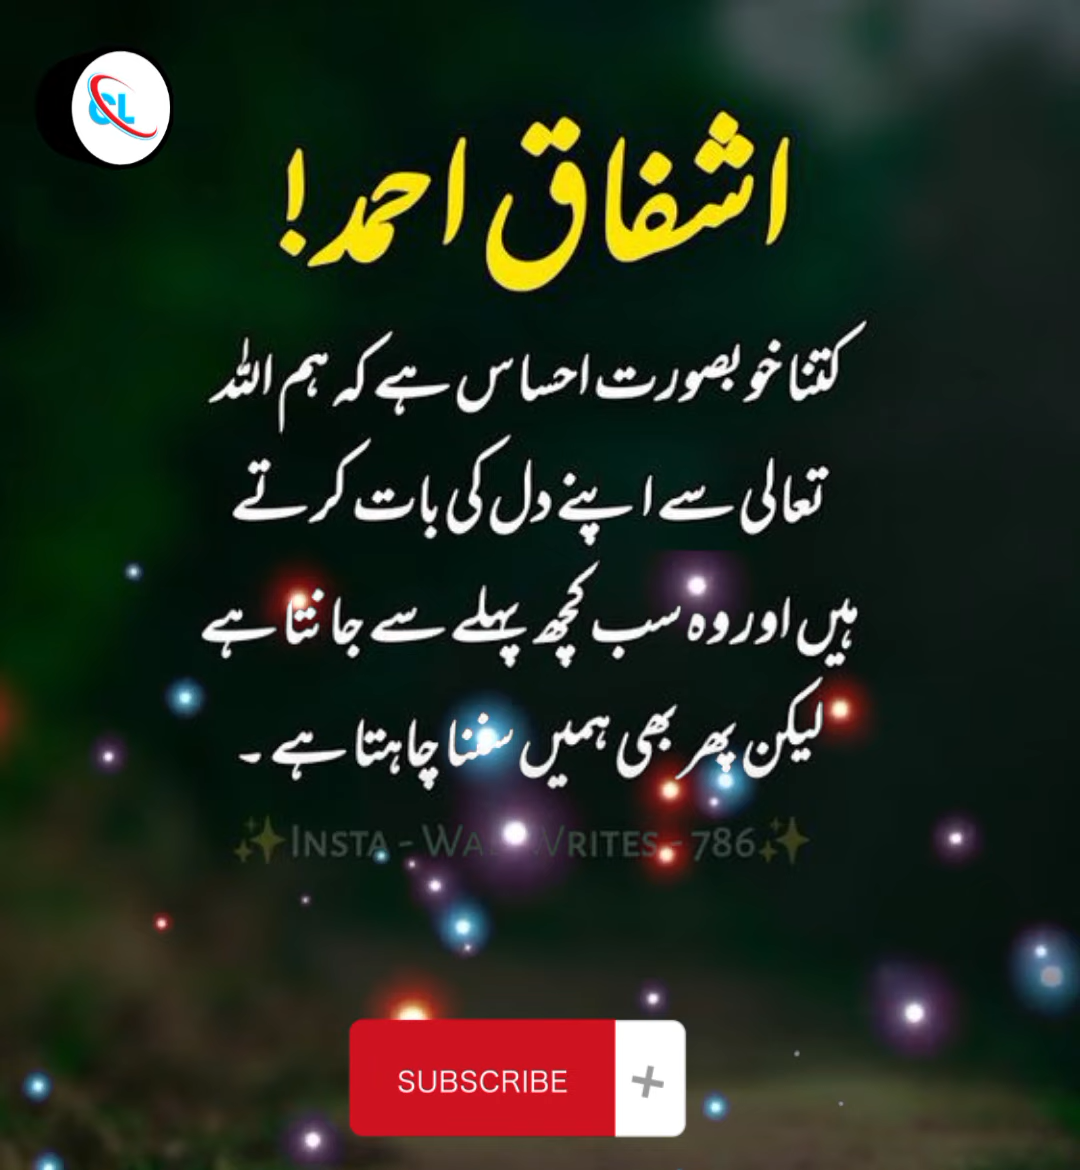 CL
اشفاق احمد!
کتنا خوبصورت احساس ہے کہ ہم اللہ
تعالی سے اپنے دل کی بات کرتے
ہیں اور وہ سب کچھ پہلے سے جانتا ہے
لیکن پھر بھی ہمیں سننا چاہتا ہے ۔
✨INSTA - WRITES - 786✨
SUBSCRIBE +